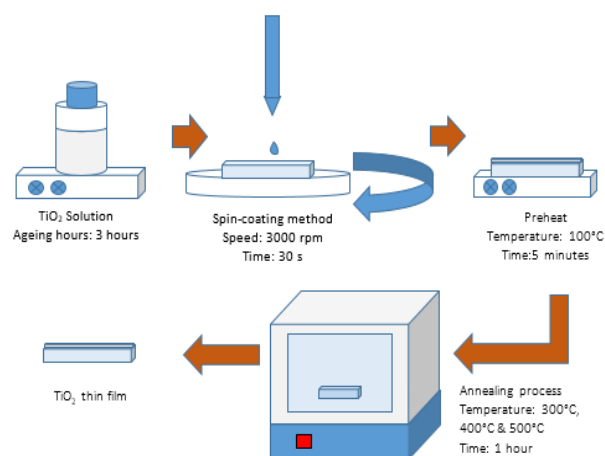 TiO₂ Solution
Ageing hours: 3 hours
Spin-coating method
Speed: 3000 rpm
Time: 30 s
Preheat
Temperature: 100°C
Time:5 minutes
TiO₂ thin film
Annealing process
Temperature: 300°C,
400°C & 500°C
Time: 1 hour